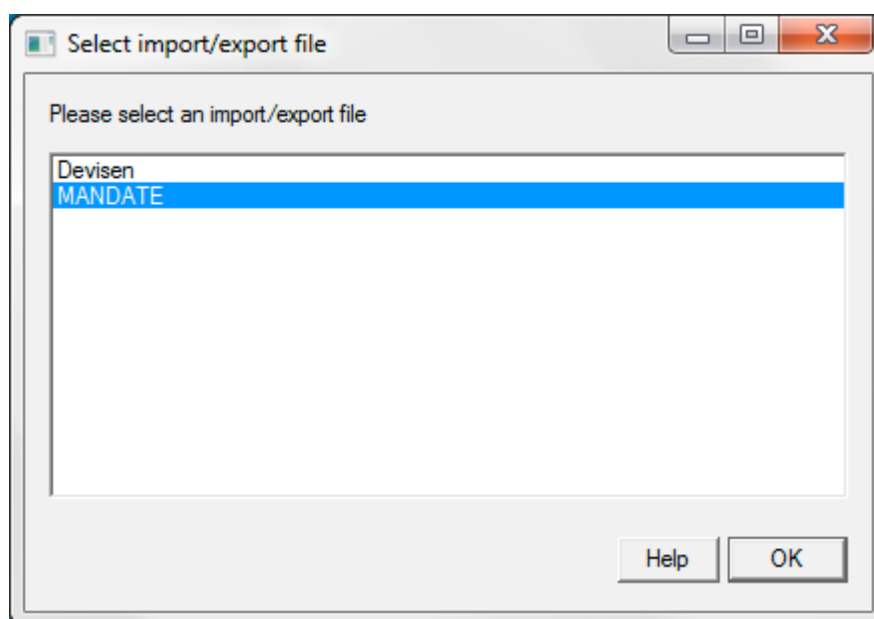 Select import/export file
Please select an import/export file
Devisen
MANDATE
Help
OK